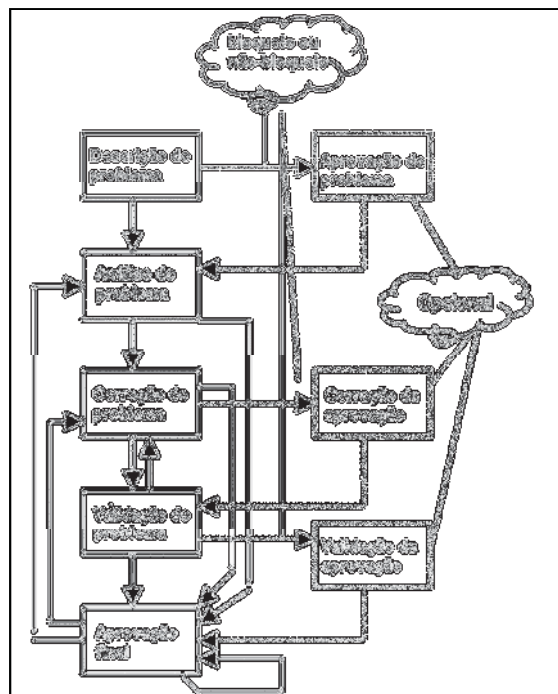 bloqueio ou
não-bloqueio
Descrição do
problema
Aprovação do
problema
Análise do
problema
Opcional
Correção do
problema
Correção da
aprovação
Validação do
problema
Validação da
aprovação
Aprovação
final